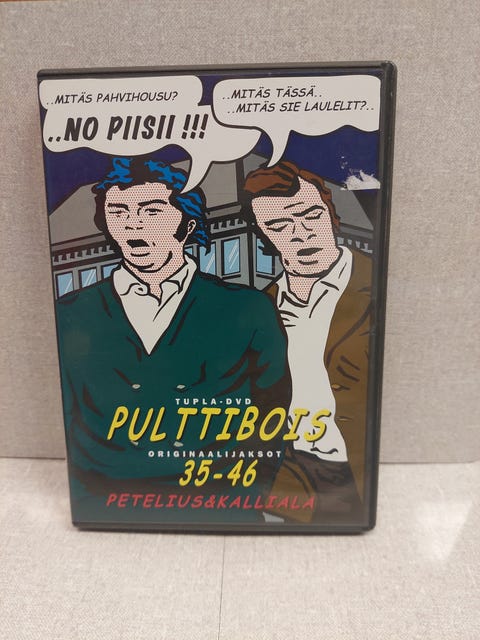 ..MITÄS PAHVIHOUSU?
..NO PIISII !!!
..MITÄS TÄSSÄ..
..MITÄS SIE LAULELIT?..
TUPLA-DVD
PULTTIBOIS
ORIGINAALIJAKSOT
35-46
PETELIUS&KALLIALA